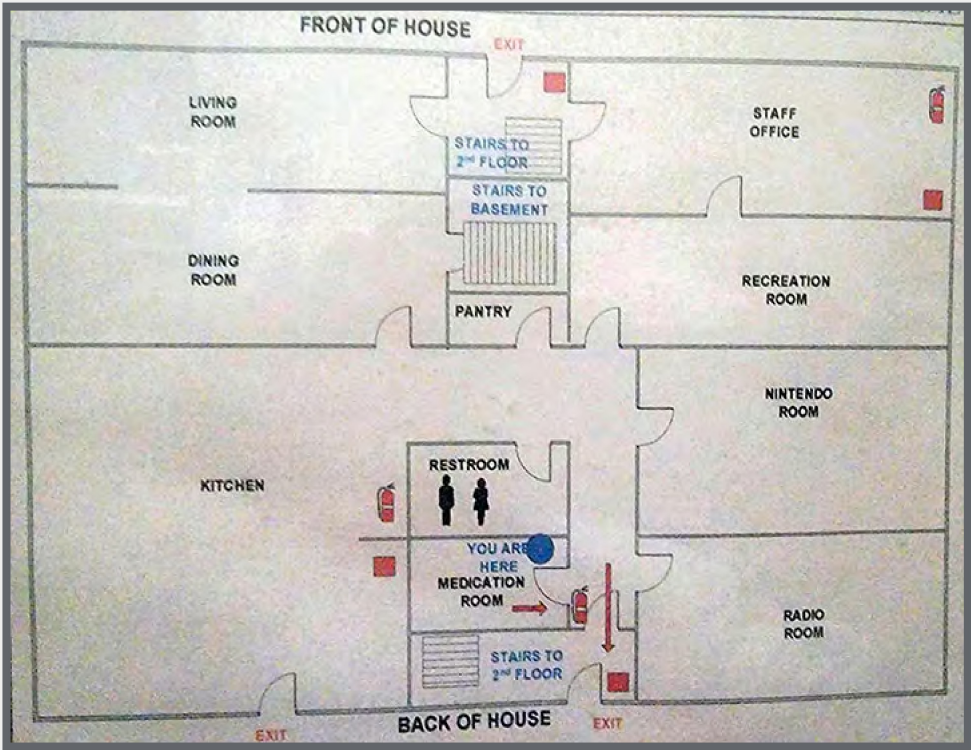 FRONT OF HOUSE
EXIT
LIVING
ROOM
STAFF
OFFICE
STAIRS TO
2nd FLOOR
STAIRS TO
BASEMENT
DINING
ROOM
RECREATION
ROOM
PANTRY
NINTENDO
ROOM
RESTROOM
KITCHEN
YOU ARE
HERE
MEDICATION
ROOM
RADIO
ROOM
STAIRS TO
2nd FLOOR
BACK OF HOUSE
EXIT
EXIT